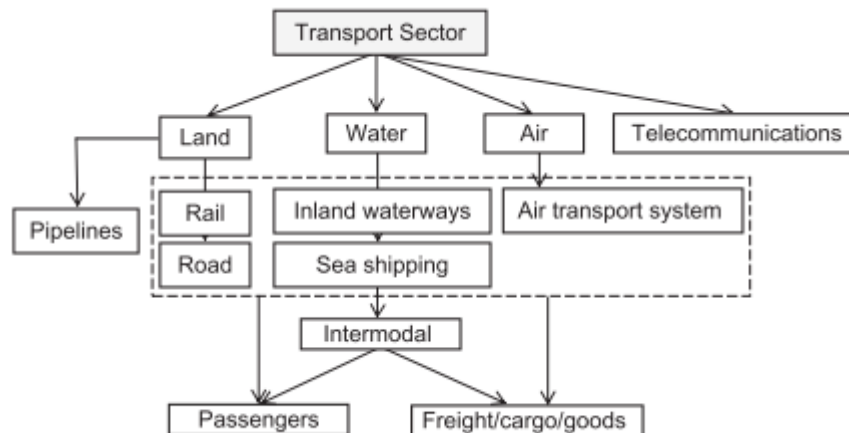 Transport Sector
Land
Water
Air
Telecommunications
Pipelines
Rail
Inland waterways
Air transport system
Road
Sea shipping
Intermodal
Passengers
Freight/cargo/goods